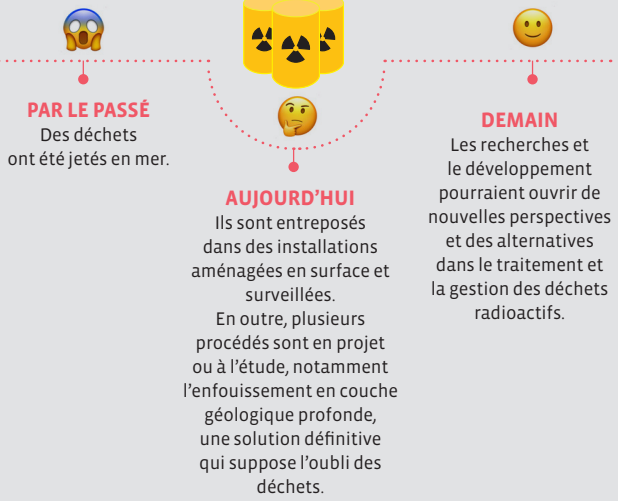 PAR LE PASSÉ
Des déchets
ont été jetés en mer.
AUJOURD’HUI
Ils sont entreposés
dans des installations
aménagées en surface et
surveillées.
En outre, plusieurs
procédés sont en projet
ou à l’étude, notamment
l’enfouissement en couche
géologique profonde,
une solution définitive
qui suppose l’oubli des
déchets.
DEMAIN
Les recherches et
le développement
pourraient ouvrir de
nouvelles perspectives
et des alternatives
dans le traitement et
la gestion des déchets
radioactifs.